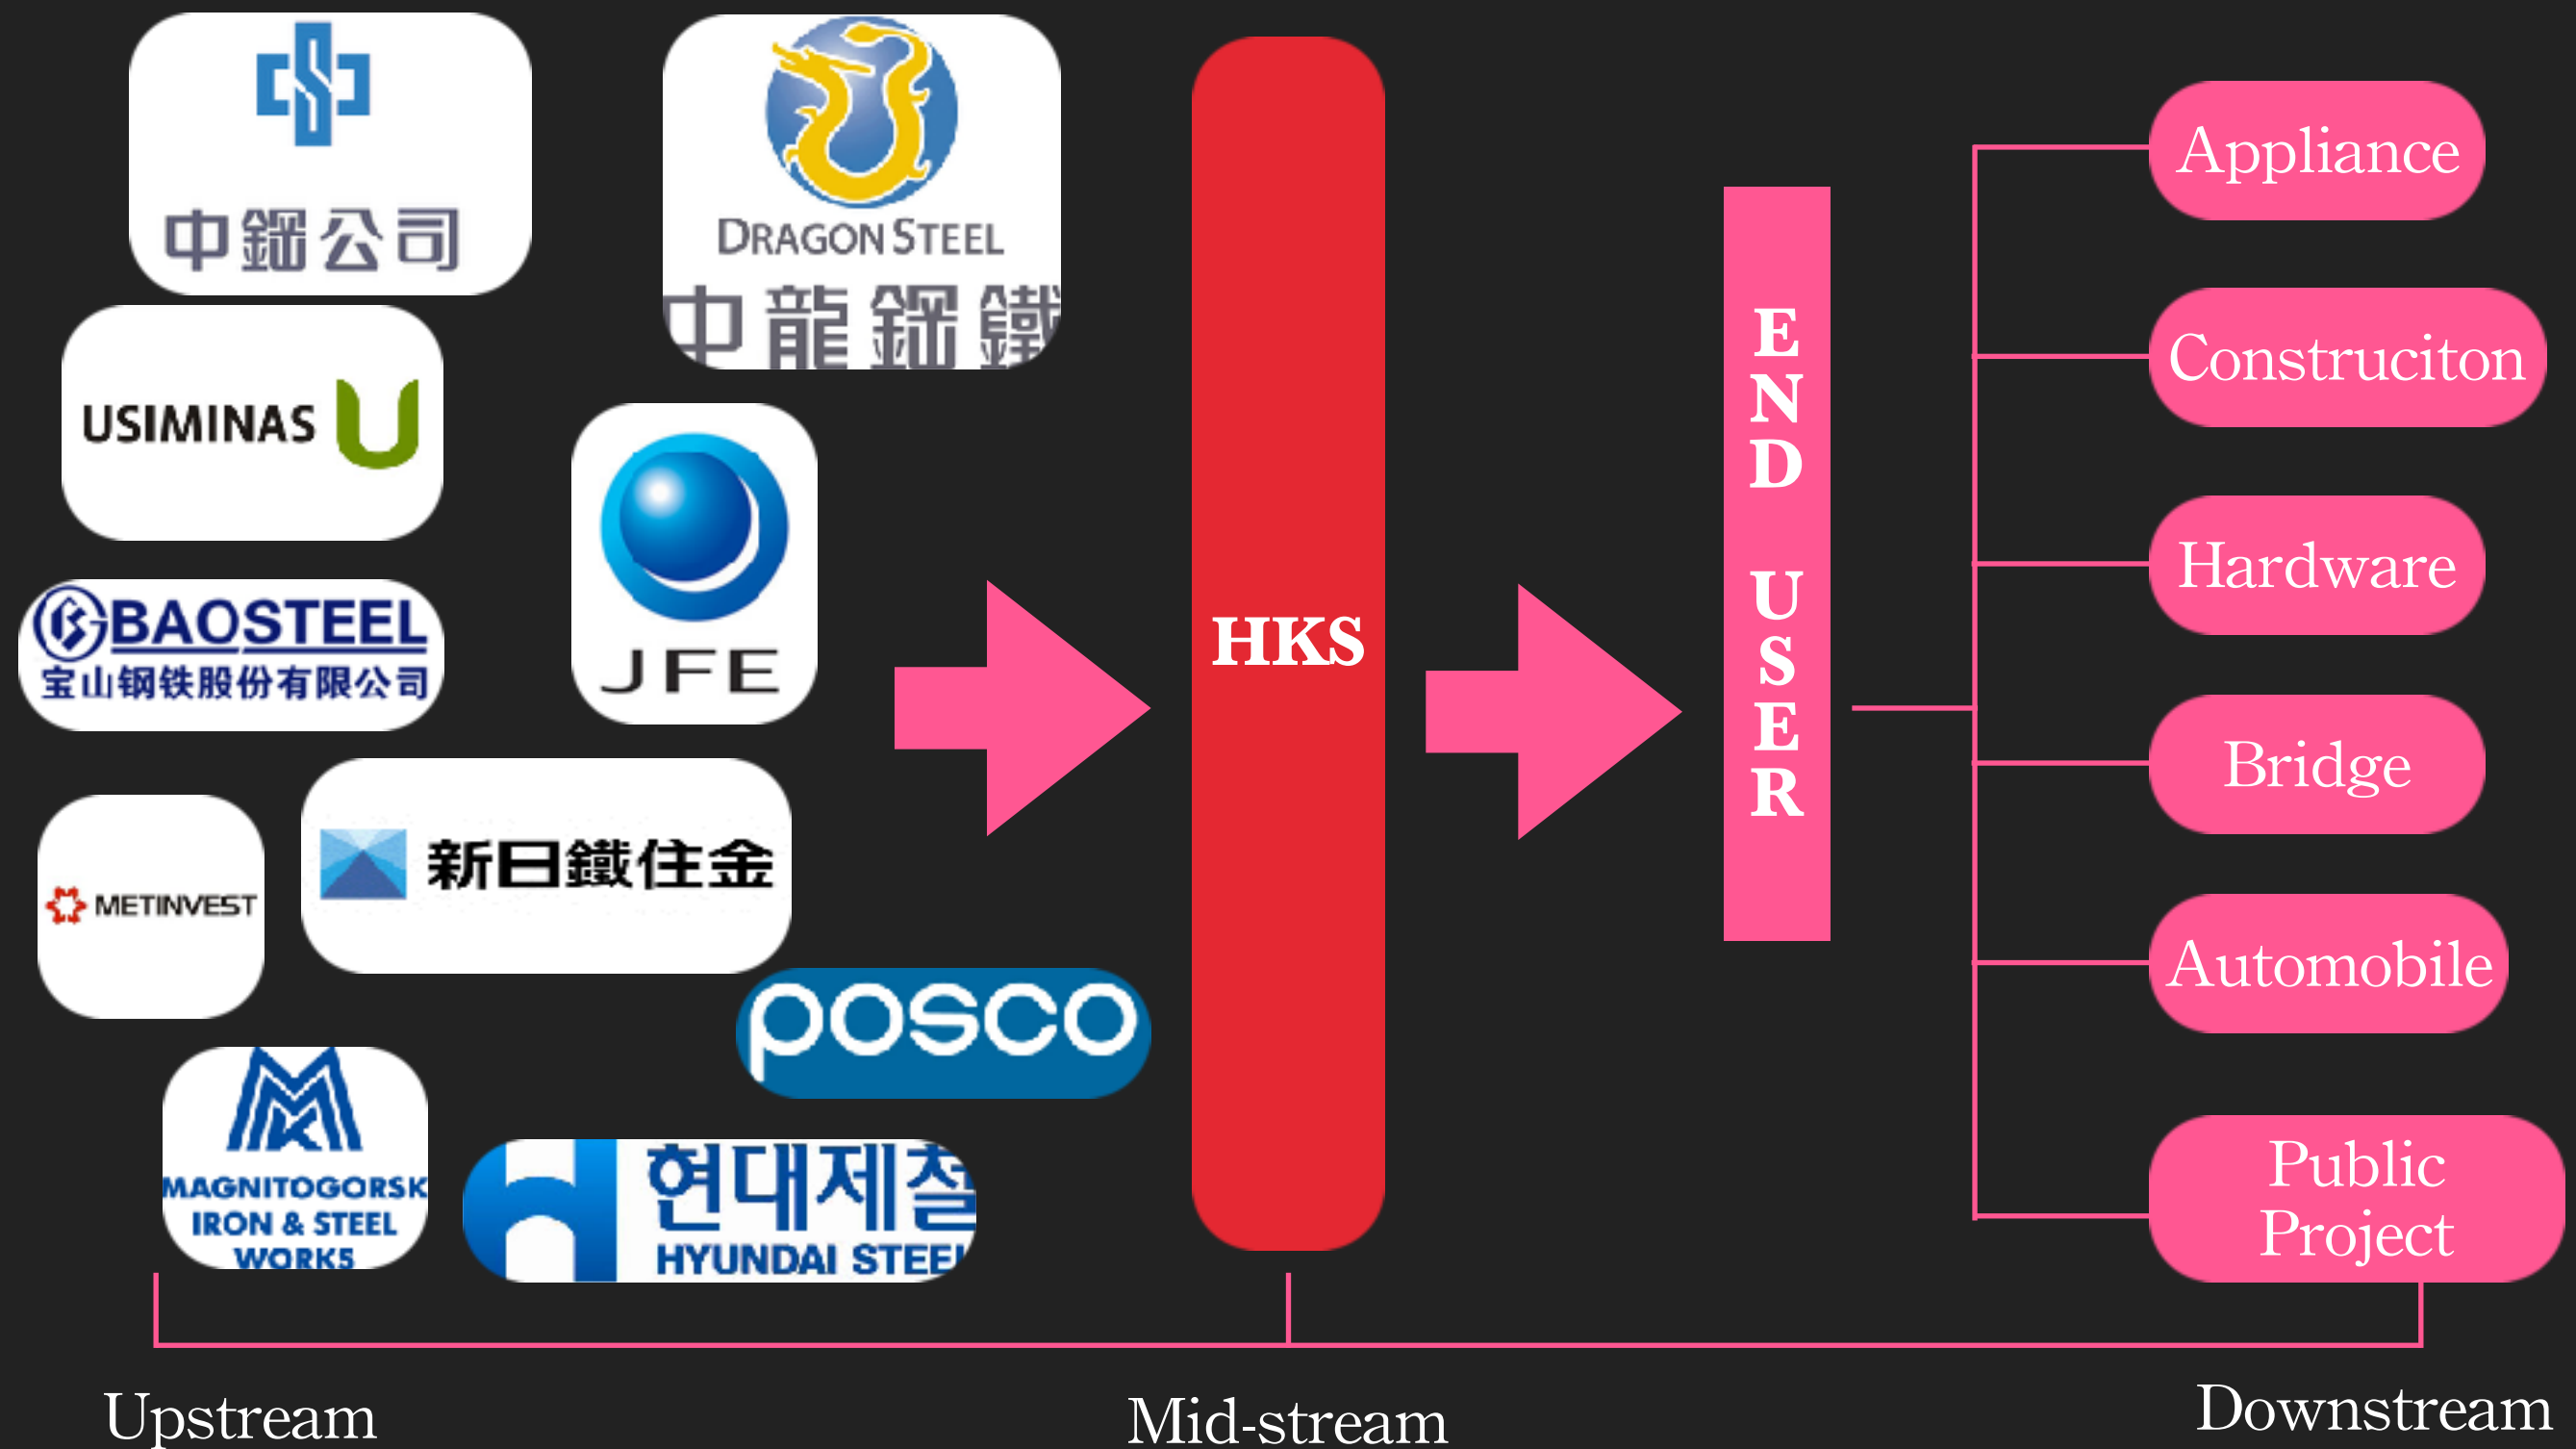 中鋼公司
DRAGON STEEL
中龍鋼鐵
USIMINAS
JFE
BAOSTEEL
宝山钢铁股份有限公司
METINVEST
新日鐵住金
posco
MAGNITOGORSK
IRON & STEEL
WORKS
현대제철
HYUNDAI STEEL
HKS
END USER
Appliance
Construciton
Hardware
Bridge
Automobile
Public
Project
Upstream
Mid-stream
Downstream